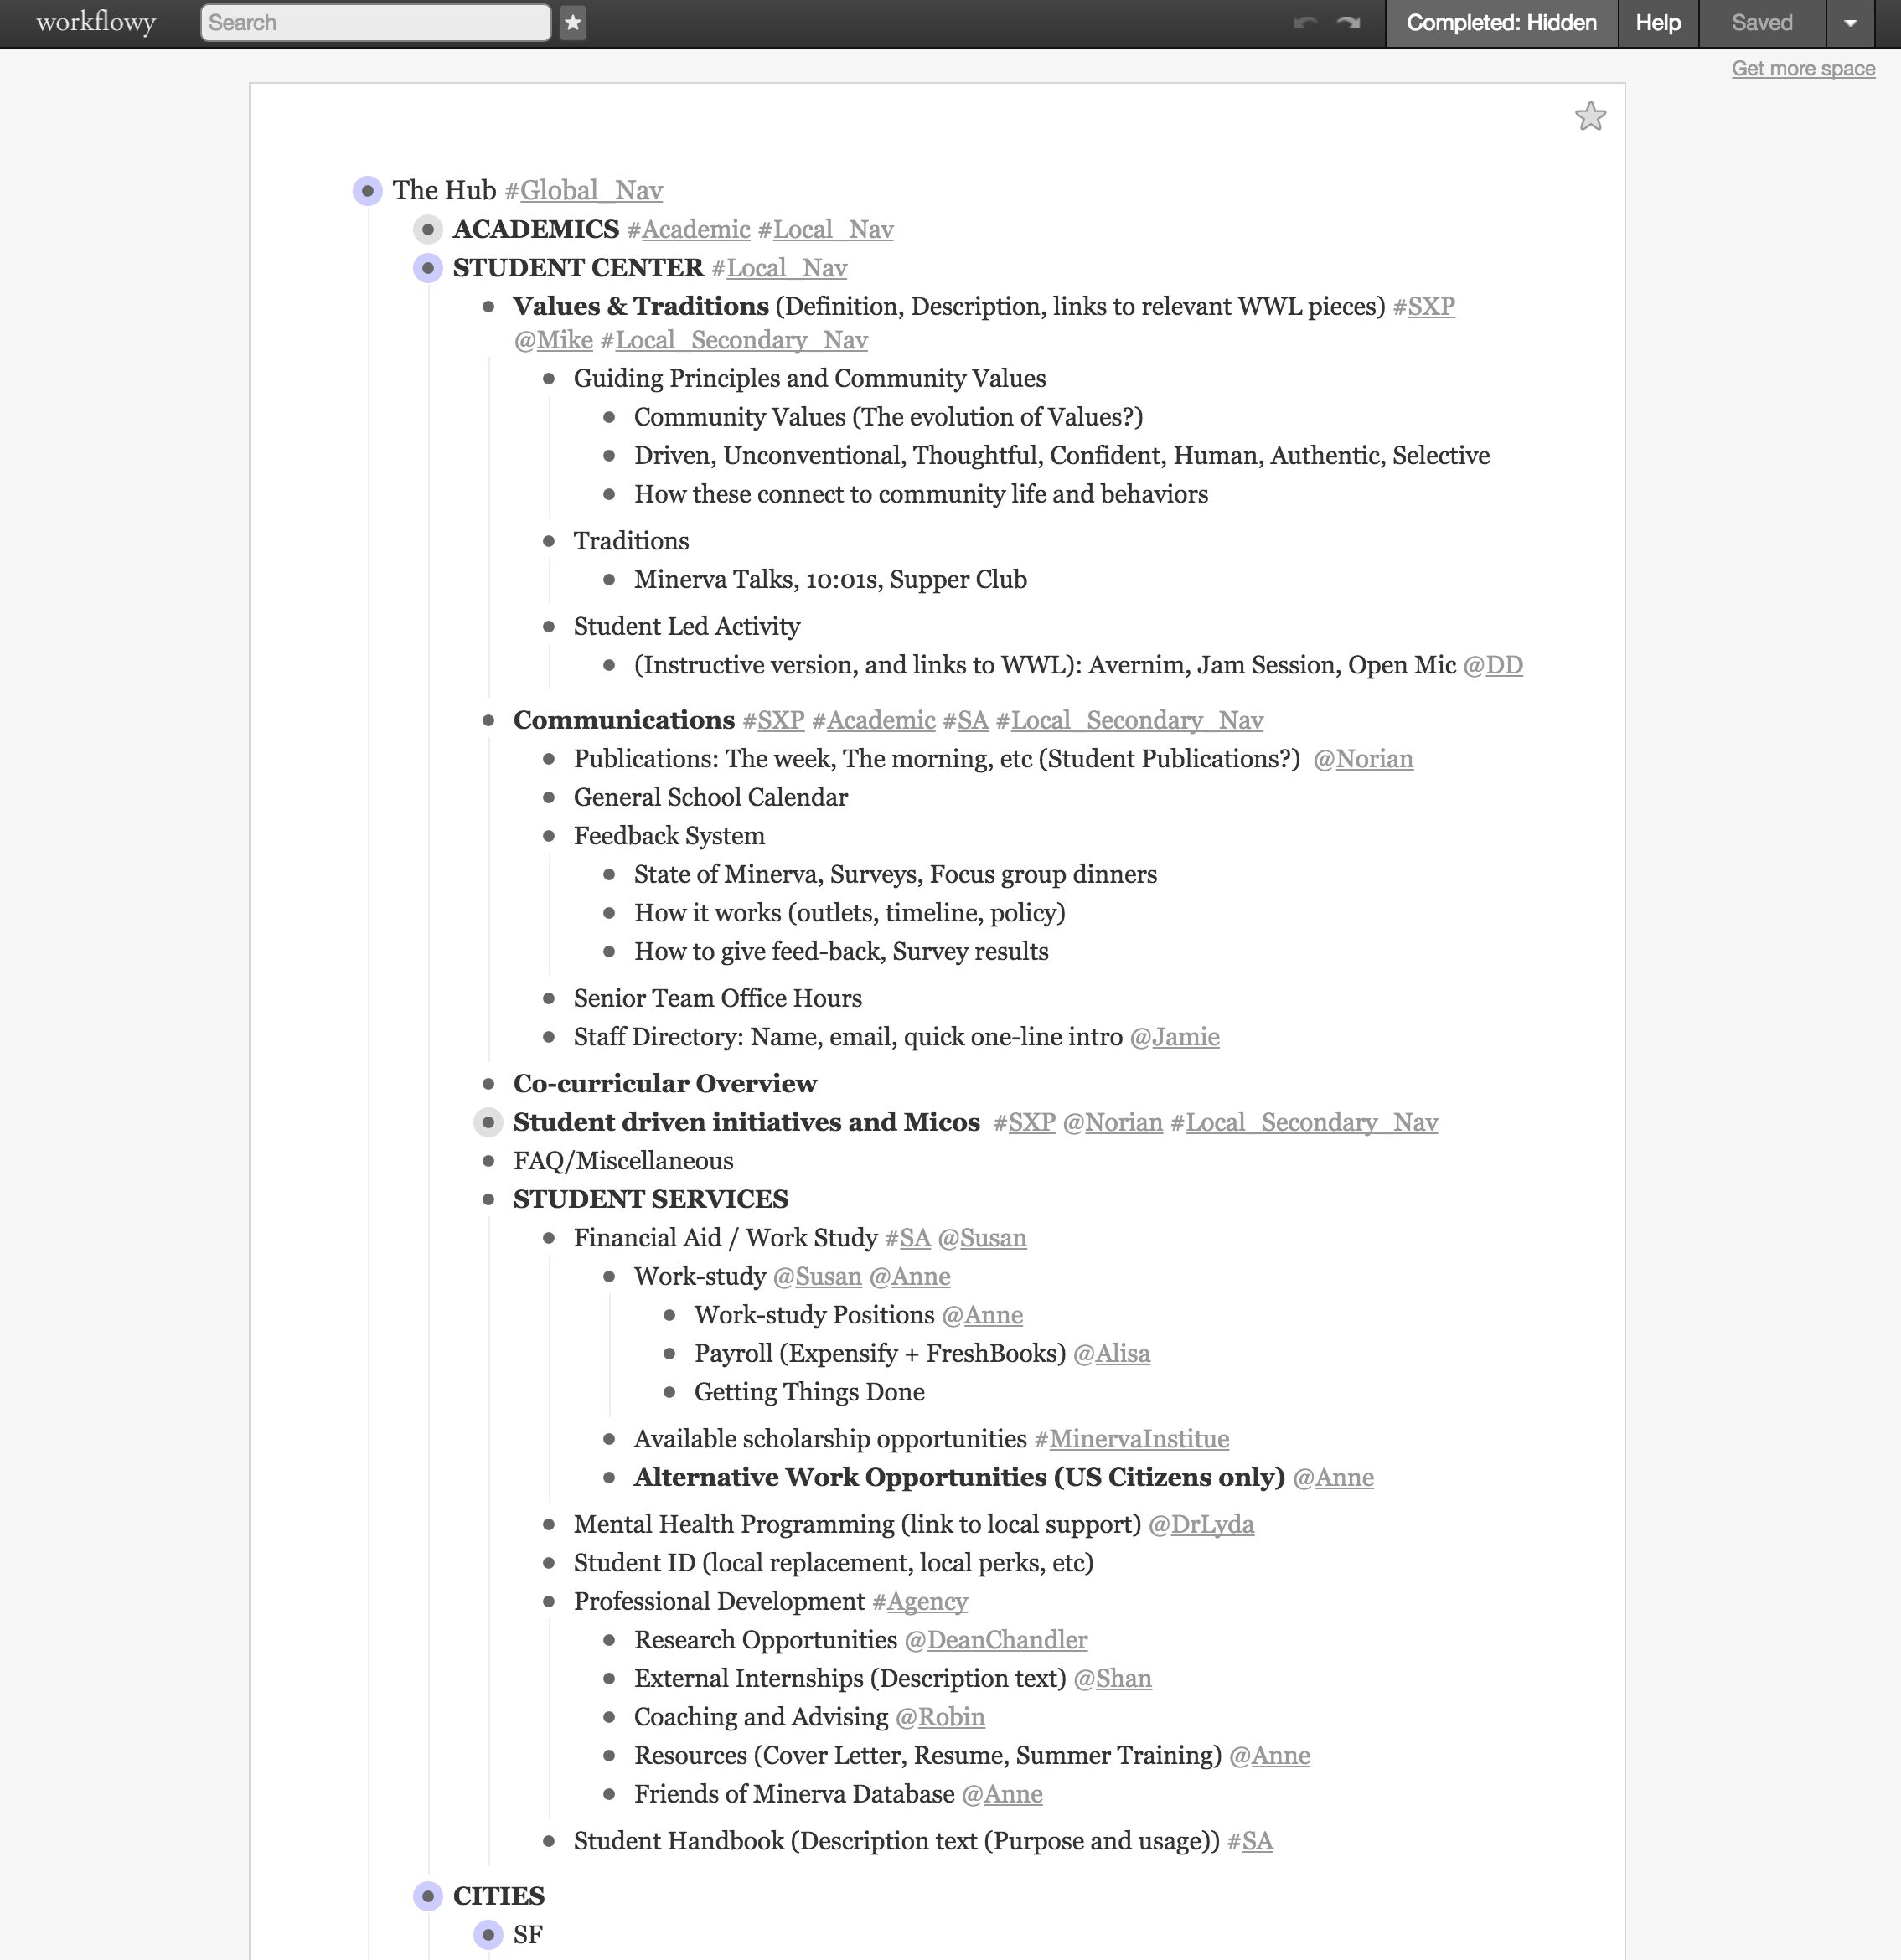 workflowy
Search
Completed: Hidden
Help
Saved
Get more space
The Hub #Global_Nav
ACADEMICS #Academic #Local_Nav
STUDENT CENTER #Local_Nav
Values & Traditions (Definition, Description, links to relevant WWL pieces) #SXP
@Mike #Local_Secondary_Nav
Guiding Principles and Community Values
Community Values (The evolution of Values?)
Driven, Unconventional, Thoughtful, Confident, Human, Authentic, Selective
How these connect to community life and behaviors
Traditions
Minerva Talks, 10:01s, Supper Club
Student Led Activity
(Instructive version, and links to WWL): Avernim, Jam Session, Open Mic @DD
Communications #SXP #Academic #SA #Local_Secondary_Nav
Publications: The week, The morning, etc (Student Publications?) @Norian
General School Calendar
Feedback System
State of Minerva, Surveys, Focus group dinners
How it works (outlets, timeline, policy)
How to give feed-back, Survey results
Senior Team Office Hours
Staff Directory: Name, email, quick one-line intro @Jamie
Co-curricular Overview
Student driven initiatives and Micos #SXP @Norian #Local_Secondary_Nav
FAQ/Miscellaneous
STUDENT SERVICES
Financial Aid / Work Study #SA @Susan
Work-study @Susan @Anne
Work-study Positions @Anne
Payroll (Expensify + FreshBooks) @Alisa
Getting Things Done
Available scholarship opportunities #MinervaInstitue
Alternative Work Opportunities (US Citizens only) @Anne
Mental Health Programming (link to local support) @DrLyda
Student ID (local replacement, local perks, etc)
Professional Development #Agency
Research Opportunities @DeanChandler
External Internships (Description text) @Shan
Coaching and Advising @Robin
Resources (Cover Letter, Resume, Summer Training) @Anne
Friends of Minerva Database @Anne
Student Handbook (Description text (Purpose and usage)) #SA
CITIES
SF